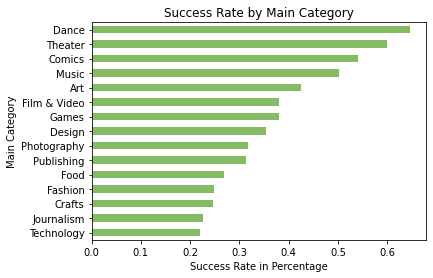 Success Rate by Main Category
Main Category
Dance
Theater
Comics
Music
Art
Film & Video
Games
Design
Photography
Publishing
Food
Fashion
Crafts
Journalism
Technology
0.0 0.1 0.2 0.3 0.4 0.5 0.6
Success Rate in Percentage